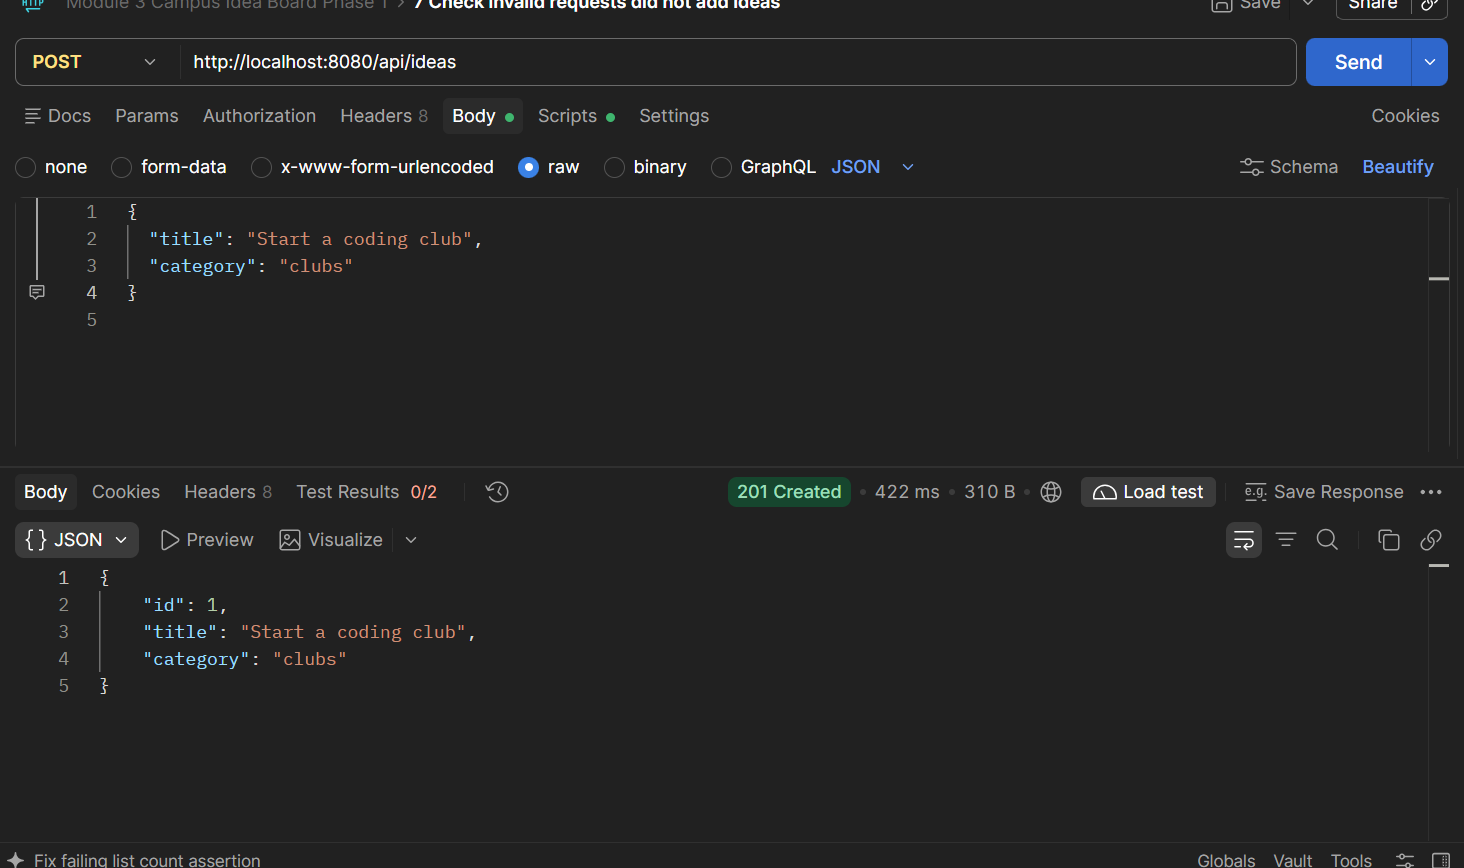 HTTP Module 3 Campus Idea Board Phase 1 > 7 Check invalid requests did not add ideas Save Share
POST http://localhost:8080/api/ideas Send
Docs Params Authorization Headers 8 Body Scripts Settings Cookies
none form-data x-www-form-urlencoded raw binary GraphQL JSON Schema Beautify
1 {
2 "title": "Start a coding club",
3 "category": "clubs"
4 }
5
Body Cookies Headers 8 Test Results 0/2 201 Created • 422 ms • 310 B • Load test e.g. Save Response
{ } JSON Preview Visualize
1 {
2 "id": 1,
3 "title": "Start a coding club",
4 "category": "clubs"
5 }
Fix failing list count assertion Globals Vault Tools